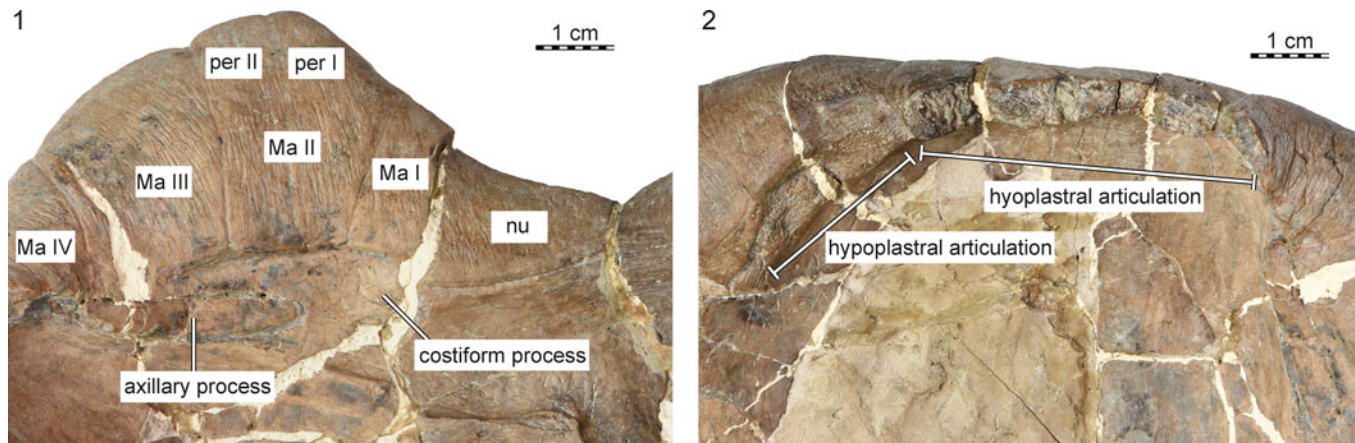 1
1 cm
per II
per I
Ma II
Ma III
Ma I
nu
Ma IV
axillary process
costiform process
2
1 cm
hyoplastral articulation
hypoplastral articulation